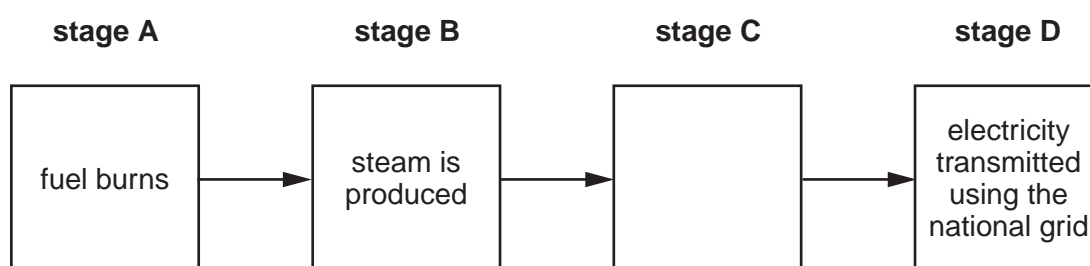 stage A
stage B
stage C
stage D
fuel burns
steam is
produced
electricity
transmitted
using the
national grid